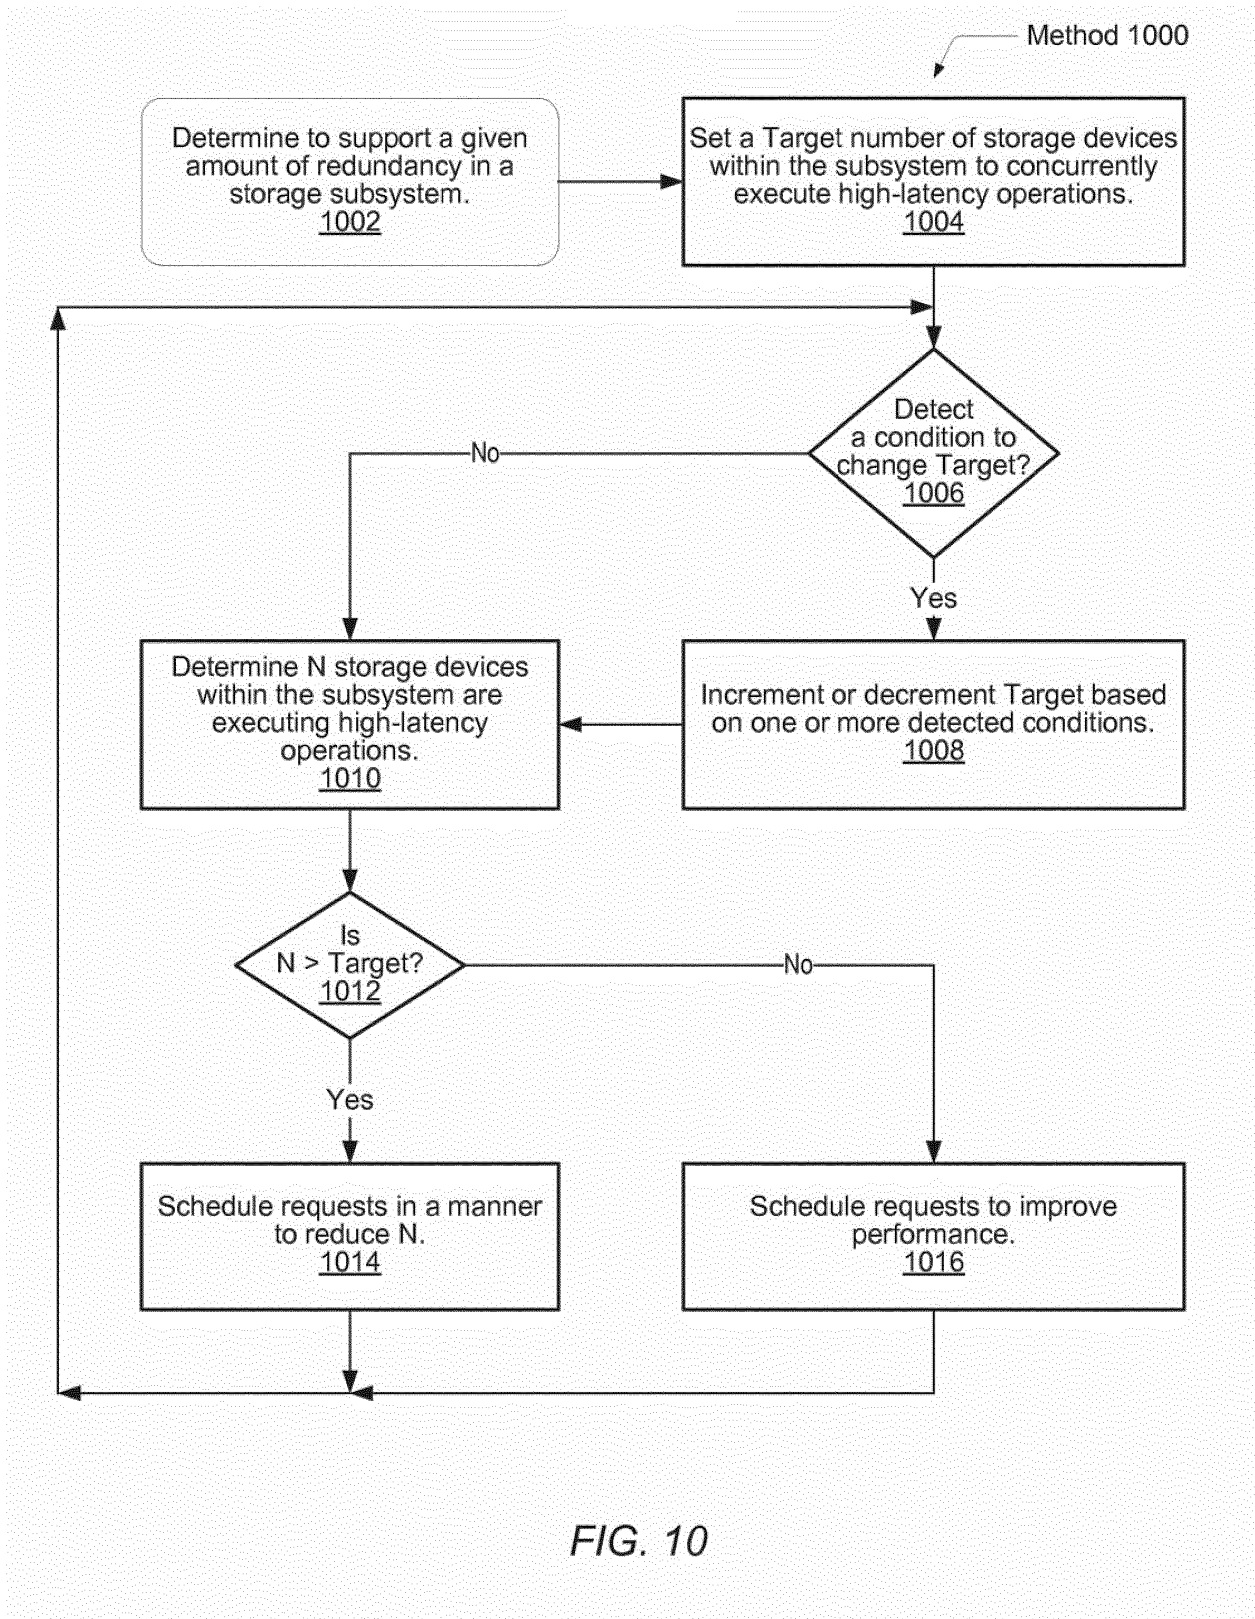 Method 1000
Determine to support a given
amount of redundancy in a
storage subsystem.
1002
Set a Target number of storage devices
within the subsystem to concurrently
execute high-latency operations.
1004
Detect
a condition to
change Target?
1006
No
Yes
Determine N storage devices
within the subsystem are
executing high-latency
operations.
1010
Increment or decrement Target based
on one or more detected conditions.
1008
Is
N > Target?
1012
No
Yes
Schedule requests in a manner
to reduce N.
1014
Schedule requests to improve
performance.
1016
FIG. 10